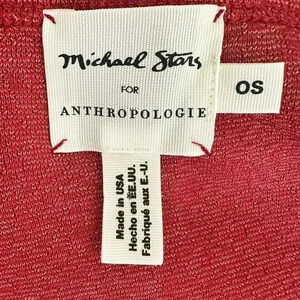 Michael Stars
FOR
ANTHROPOLOGIE
OS
Made in USA
Hecho en EE.UU.
Fabriqué aux E.-U.